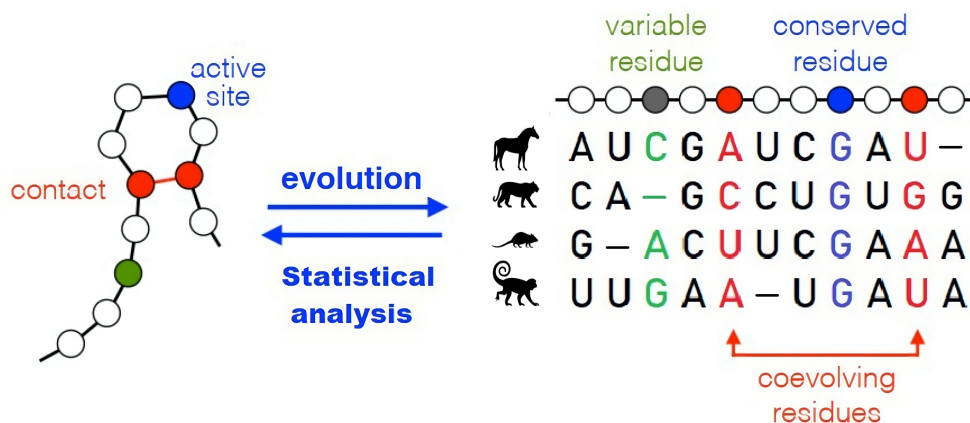 active
site
contact
evolution
Statistical
analysis
variable
residue
conserved
residue
A U C G A U C G A U –
C A – G C C U G U G G
G – A C U U C G A A A
U U G A A – U G A U A
coevolving
residues